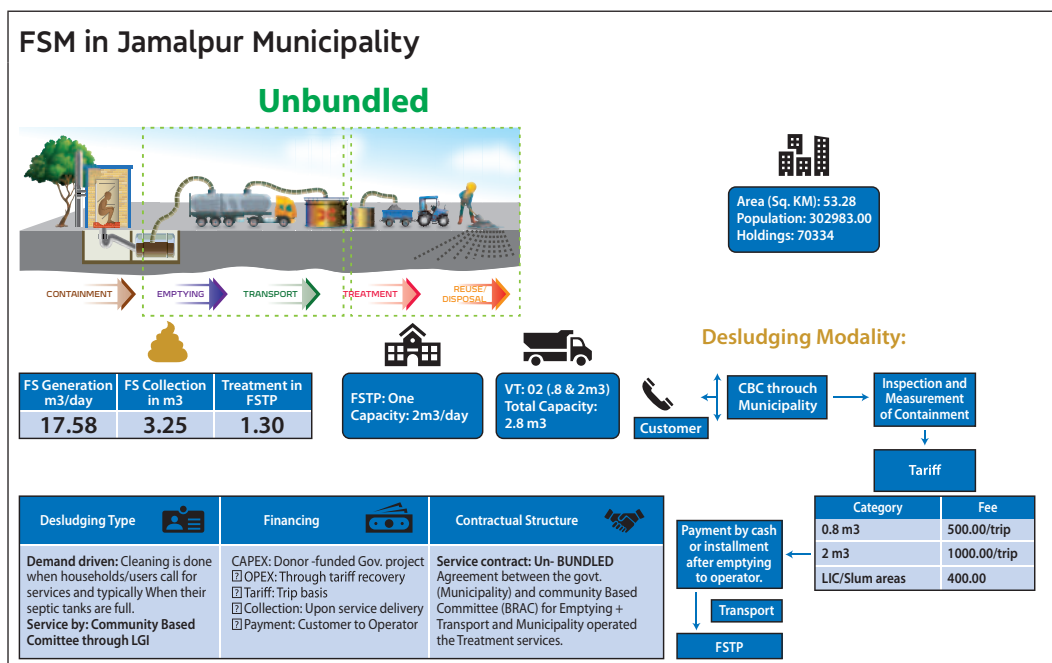 FSM in Jamalpur Municipality
Unbundled
Area (Sq. KM): 53.28
Population: 302983.00
Holdings: 70334
CONTAINMENT
EMPTYING
TRANSPORT
TREATMENT
REUSE/
DISPOSAL
FS Generation
m3/day
FS Collection
in m3
Treatment in
FSTP
17.58
3.25
1.30
FSTP: One
Capacity: 2m3/day
VT: 02 (.8 & 2m3)
Total Capacity:
2.8 m3
Desludging Modality:
Customer
CBC throuch
Municipality
Inspection and
Measurement
of Containment
Tariff
Category
Fee
0.8 m3
500.00/trip
2 m3
1000.00/trip
LIC/Slum areas
400.00
Payment by cash
or installment
after emptying
to operator.
Transport
FSTP
Desludging Type
Demand driven: Cleaning is done
when households/users call for
services and typically When their
septic tanks are full.
Service by: Community Based
Comittee through LGI
Financing
CAPEX: Donor -funded Gov. project
⍰ OPEX: Through tariff recovery
⍰ Tariff: Trip basis
⍰ Collection: Upon service delivery
⍰ Payment: Customer to Operator
Contractual Structure
Service contract: Un- BUNDLED
Agreement between the govt.
(Municipality) and community Based
Committee (BRAC) for Emptying +
Transport and Municipality operated
the Treatment services.